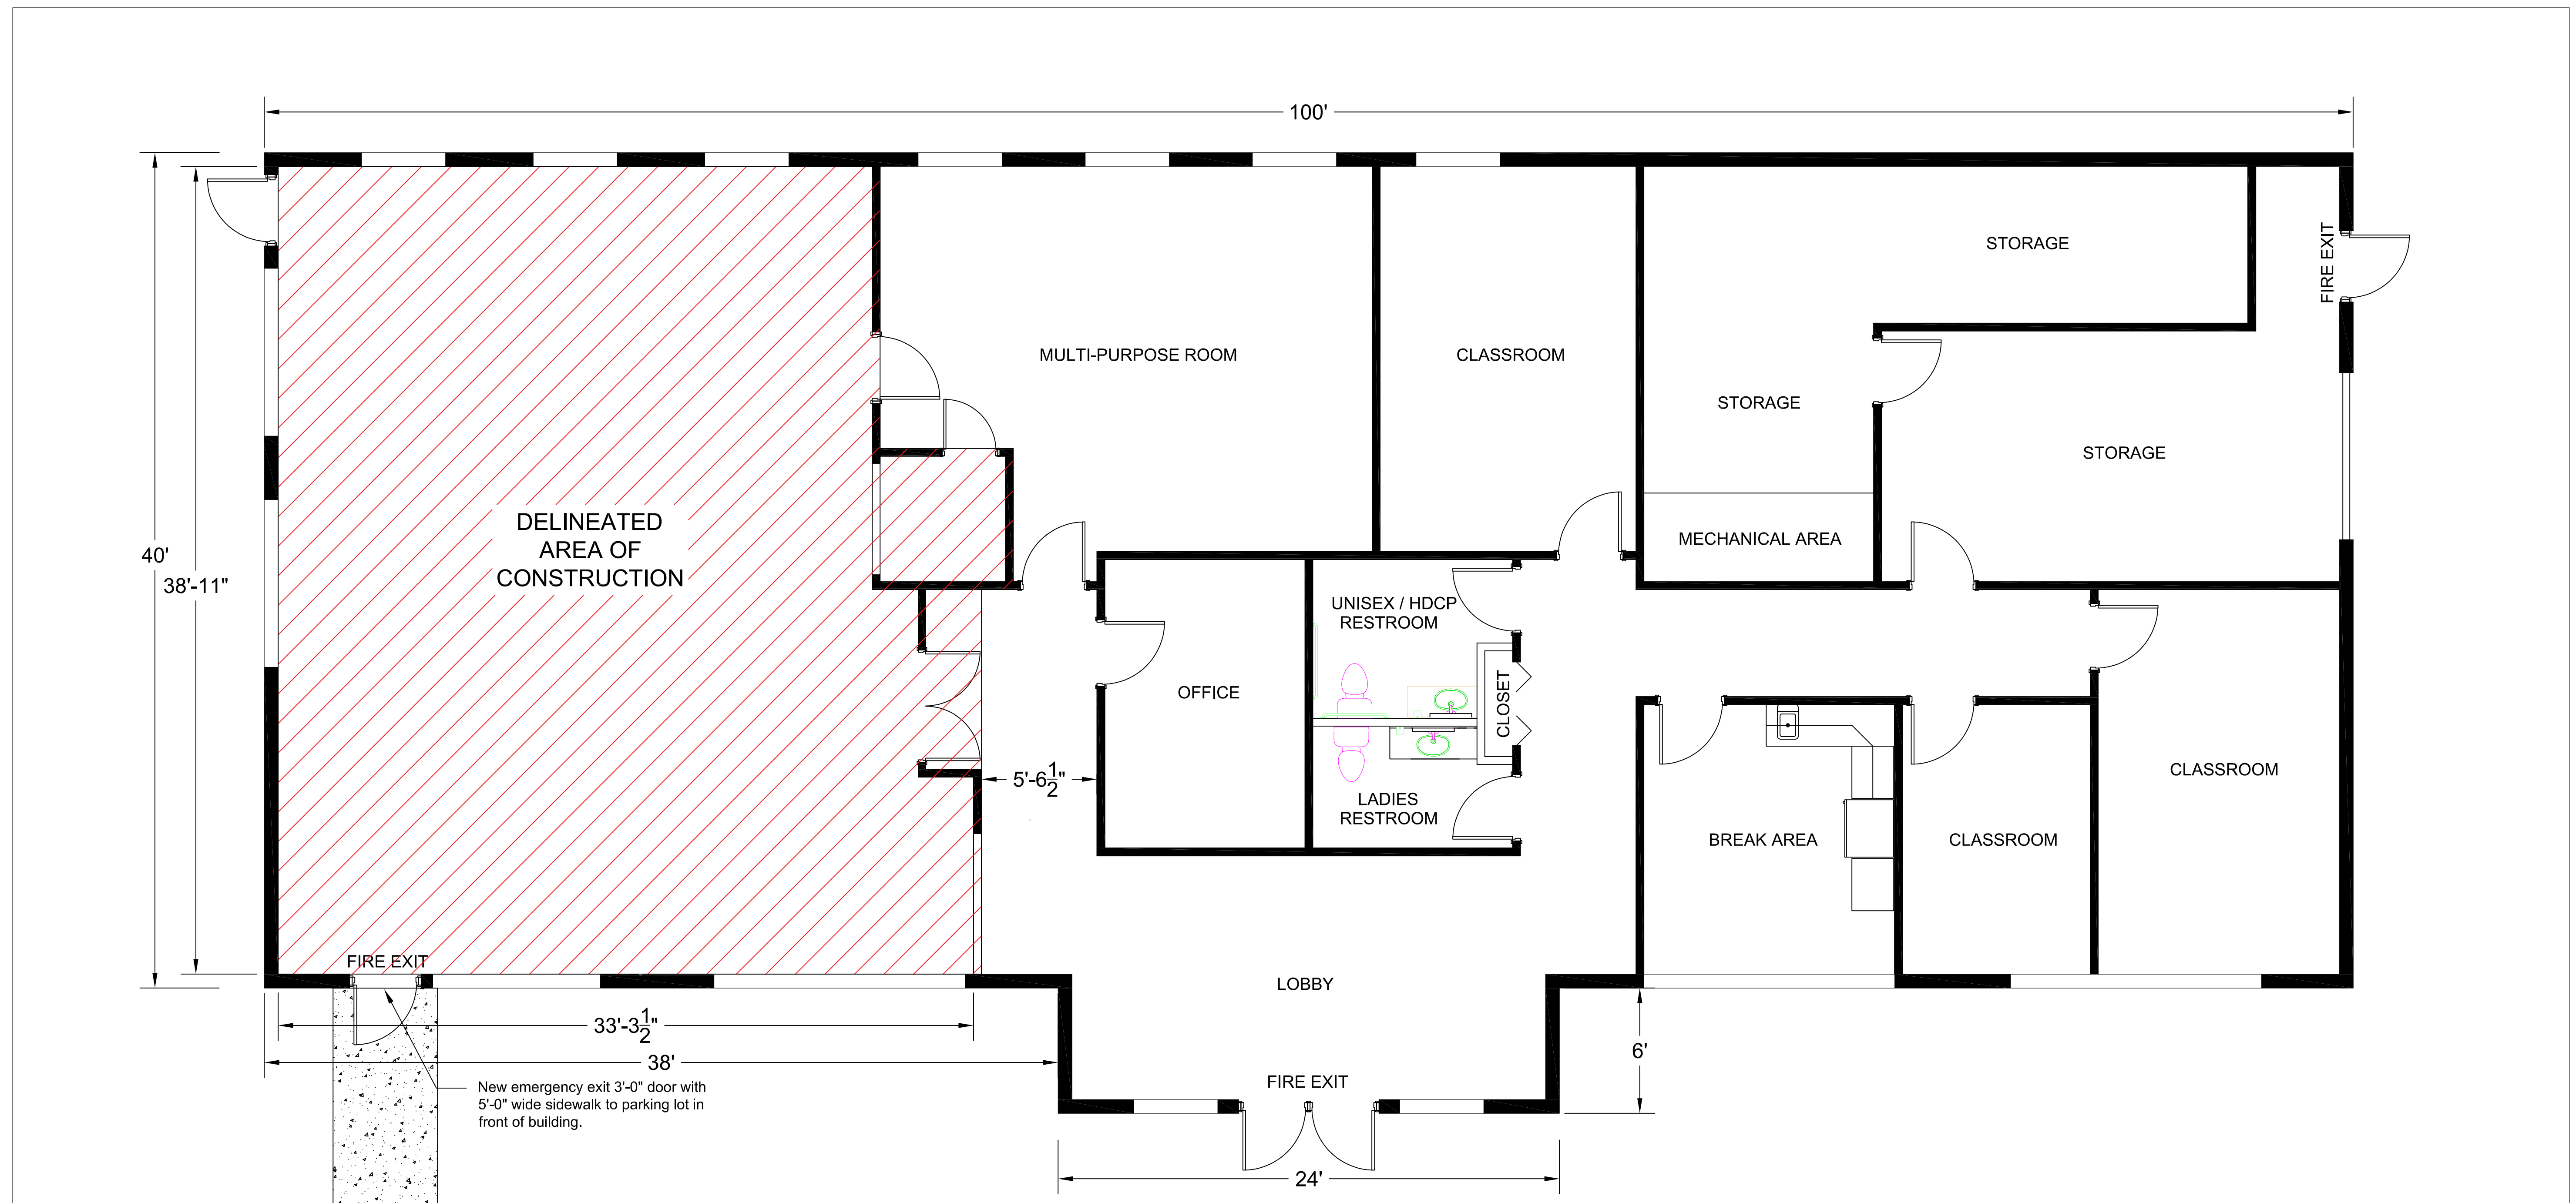 100'
STORAGE
FIRE EXIT
MULTI-PURPOSE ROOM
CLASSROOM
STORAGE
STORAGE
DELINEATED
AREA OF
CONSTRUCTION
MECHANICAL AREA
40'
38'-11"
UNISEX / HDCP
RESTROOM
OFFICE
CLOSET
5'-6 1/2"
CLASSROOM
LADIES
RESTROOM
BREAK AREA
CLASSROOM
FIRE EXIT
LOBBY
33'-3 1/2"
38'
6'
FIRE EXIT
New emergency exit 3'-0" door with
5'-0" wide sidewalk to parking lot in
front of building.
24'